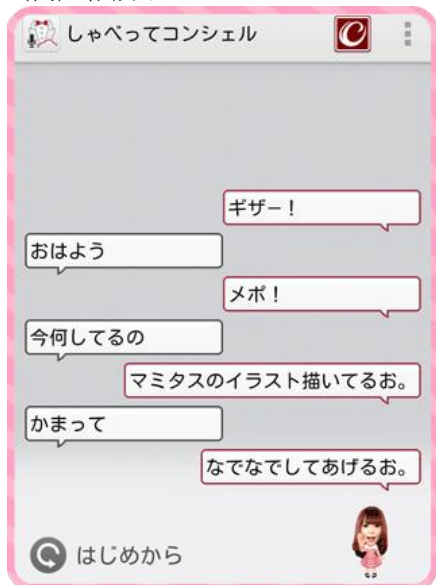 しゃべってコンシェル
ギザー！
おはよう
メポ！
今何してるの
マミタスのイラスト描いてるお。
かまって
なでなでしてあげるお。
はじめから